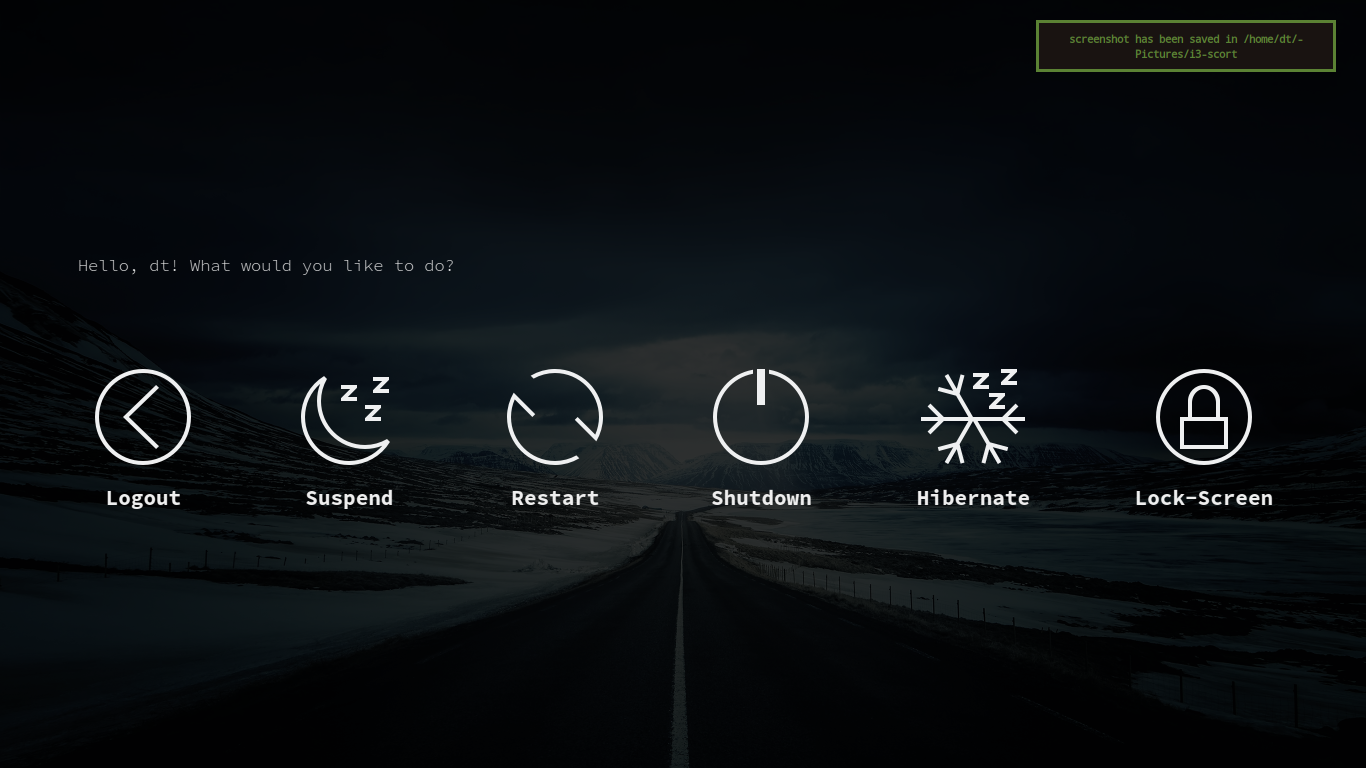 screenshot has been saved in /home/dt/-
Pictures/i3-scort
Hello, dt! What would you like to do?
z z z
z z z
Logout Suspend Restart Shutdown Hibernate Lock-Screen